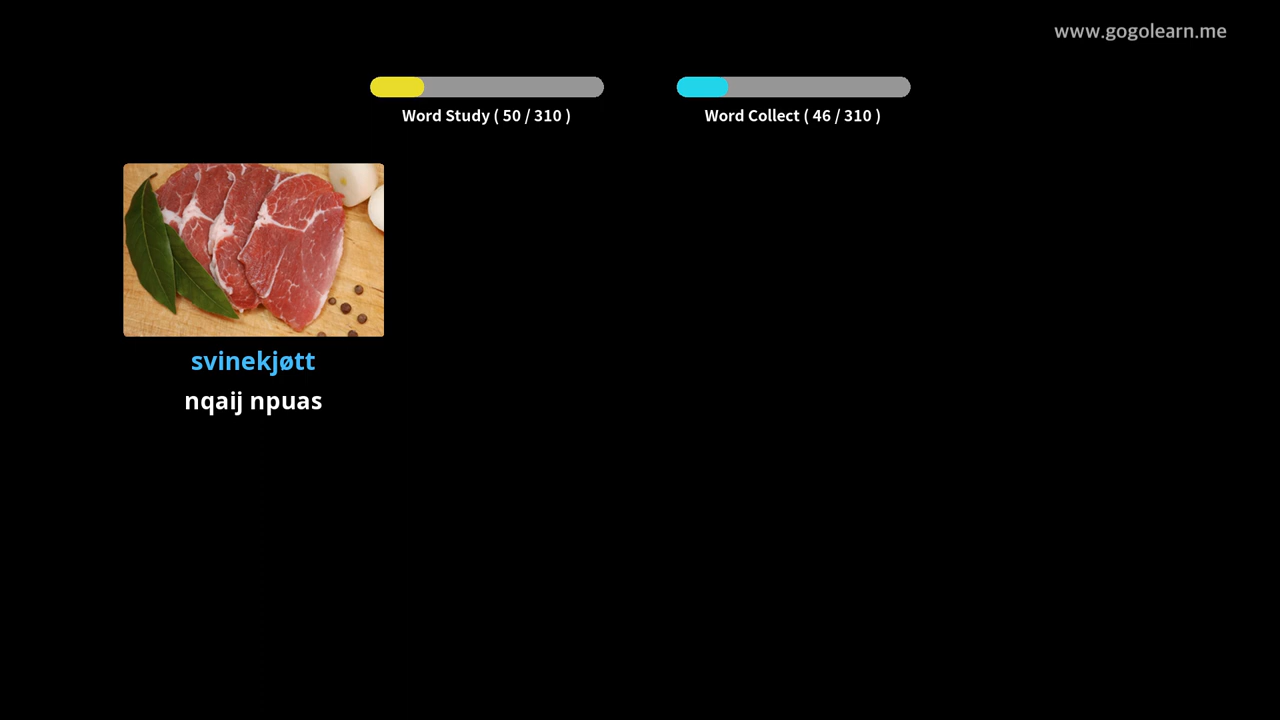 www.gogolearn.me
Word Study ( 50 / 310 )
Word Collect ( 46 / 310 )
svinekjøtt
nqaij npuas